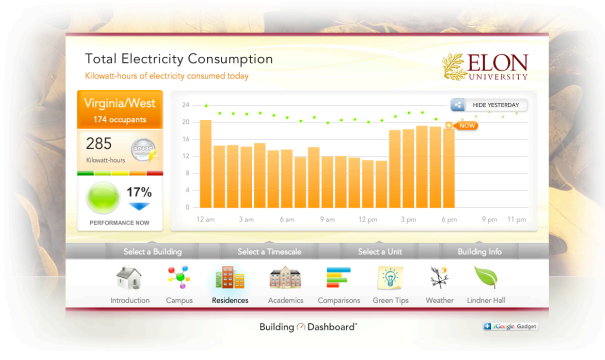 Total Electricity Consumption
Kilowatt-hours of electricity consumed today
ELON
UNIVERSITY
Virginia/West
174 occupants
285
Kilowatt-hours
17%
PERFORMANCE NOW
HIDE YESTERDAY
NOW
24
20
16
12
8
4
0
12 am 3 am 6 am 9 am 12 pm 3 pm 6 pm 9 pm 11 pm
Select a Building Select a Timescale Select a Unit Building Info
Introduction Campus Residences Academics Comparisons Green Tips Weather Lindner Hall
Building Dashboard
iGoogle Gadget